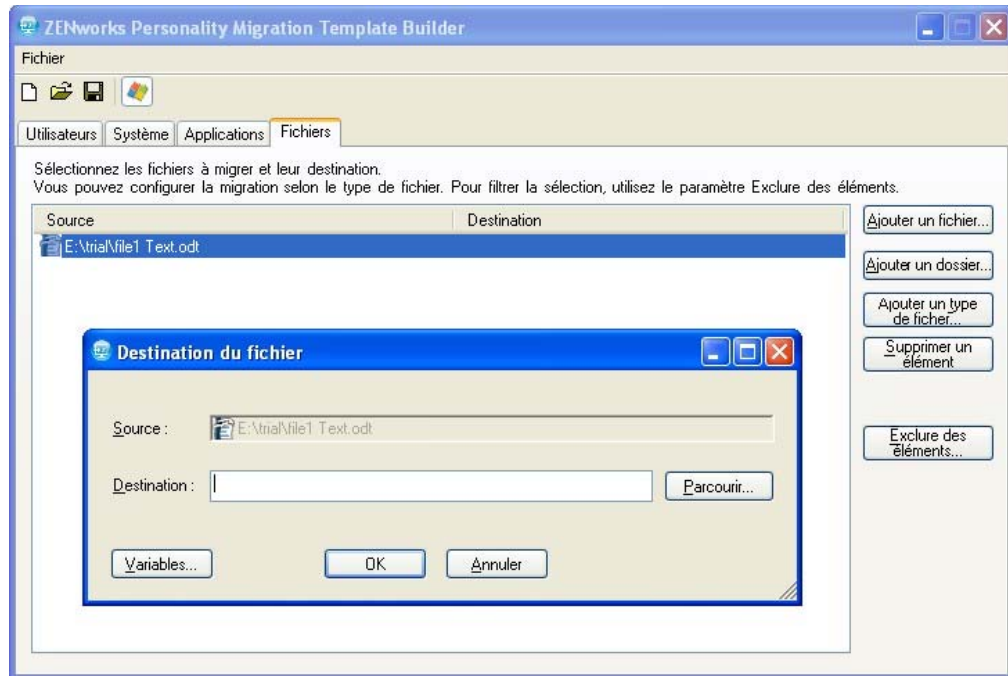 ZENworks Personality Migration Template Builder
Fichier
Utilisateurs Système Applications Fichiers
Sélectionnez les fichiers à migrer et leur destination.
Vous pouvez configurer la migration selon le type de fichier. Pour filtrer la sélection, utilisez le paramètre Exclure des éléments.
Source Destination
E:\trial\file1 Text.odt
Ajouter un fichier...
Ajouter un dossier...
Ajouter un type
de ficher...
Supprimer un
élément
Exclure des
éléments...
Destination du fichier
Source :
E:\trial\file1 Text.odt
Destination :
Parcourir...
Variables...
OK
Annuler